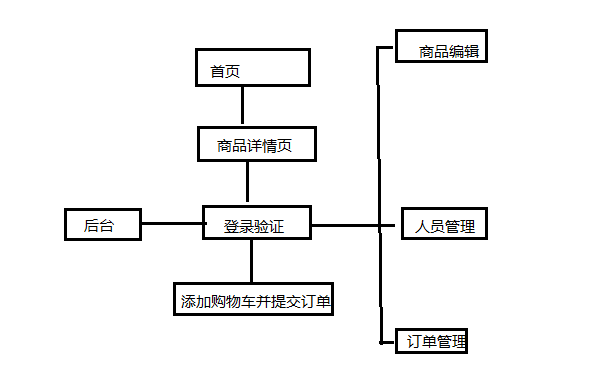 商品编辑
首页
商品详情页
后台
登录验证
人员管理
添加购物车并提交订单
订单管理